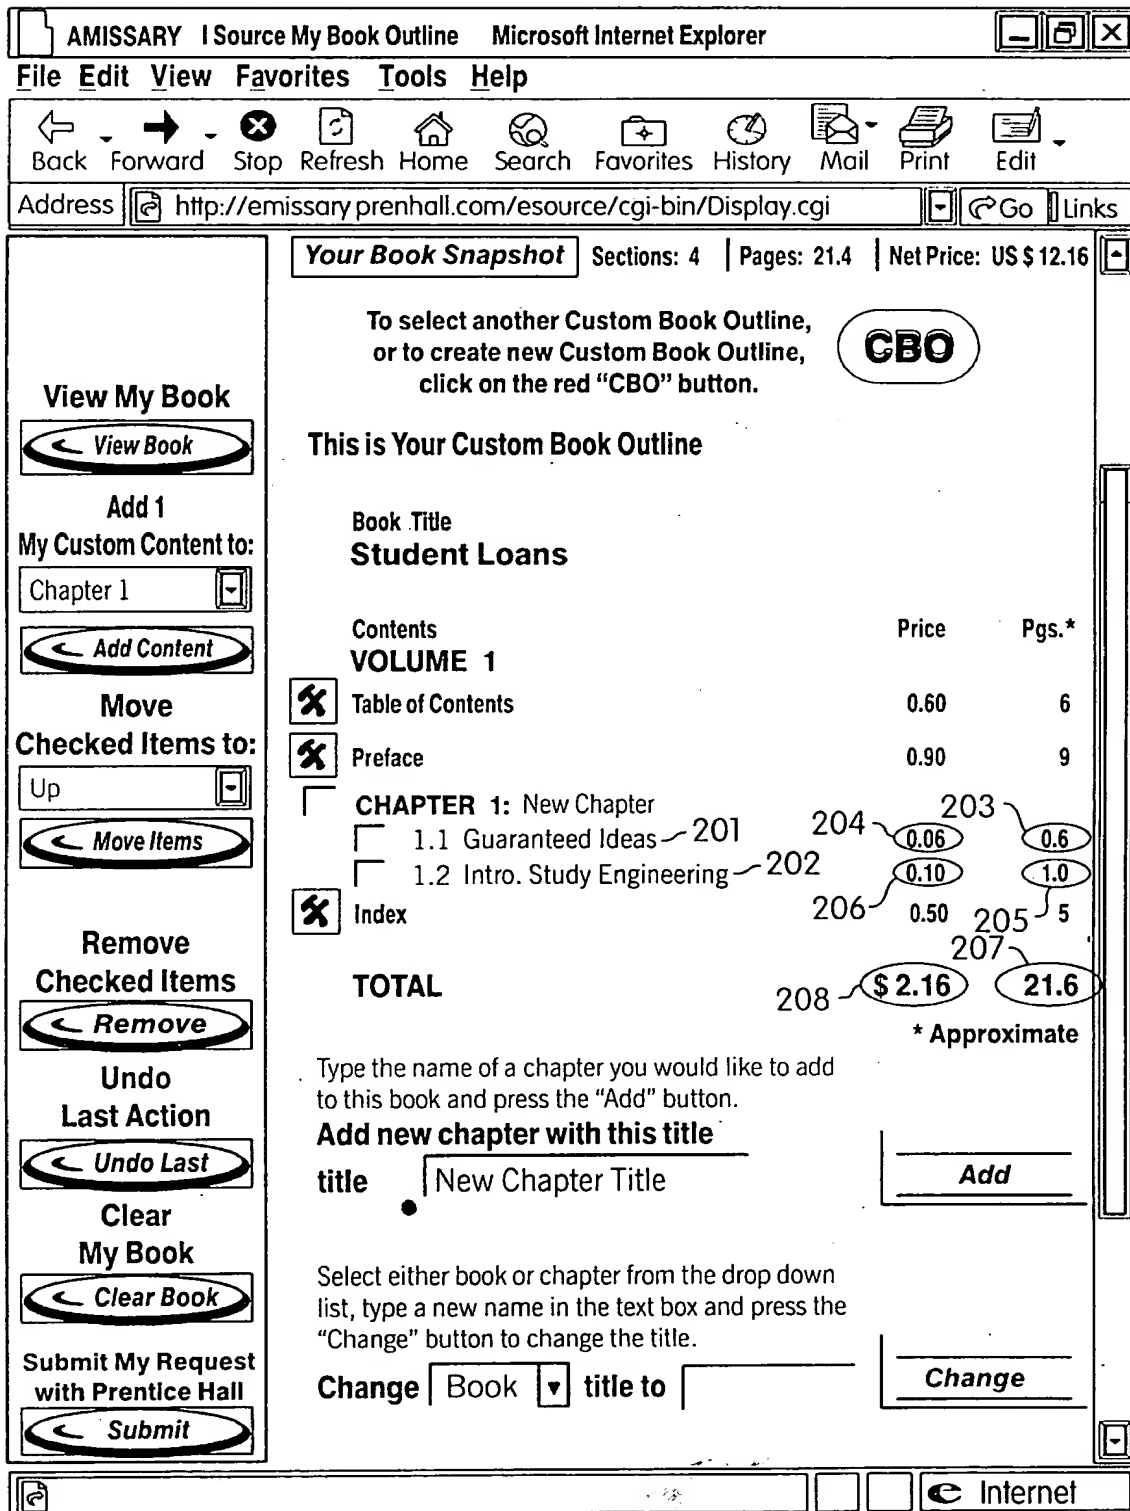 AMISSARY I Source My Book Outline Microsoft Internet Explorer
File Edit View Favorites Tools Help
Back Forward Stop Refresh Home Search Favorites History Mail Print Edit
Address http://emissary prenhall.com/esource/cgi-bin/Display.cgi Go Links
Your Book Snapshot Sections: 4 Pages: 21.4 Net Price: US $ 12.16
To select another Custom Book Outline,
or to create new Custom Book Outline,
click on the red "CBO" button.
CBO
View My Book
View Book
Add 1
My Custom Content to:
Chapter 1
Add Content
Move
Checked Items to:
Up
Move Items
Remove
Checked Items
Remove
Undo
Last Action
Undo Last
Clear
My Book
Clear Book
Submit My Request
with Prentice Hall
Submit
This is Your Custom Book Outline
Book Title
Student Loans
Contents Price Pgs.*
VOLUME 1
Table of Contents 0.60 6
Preface 0.90 9
CHAPTER 1: New Chapter 203
1.1 Guaranteed Ideas 201 204 0.06 0.6
1.2 Intro. Study Engineering 202 0.10 1.0
Index 206 0.50 205 5
207
TOTAL 208 $ 2.16 21.6
* Approximate
Type the name of a chapter you would like to add
to this book and press the "Add" button.
Add new chapter with this title
title New Chapter Title Add
Select either book or chapter from the drop down
list, type a new name in the text box and press the
"Change" button to change the title.
Change Book title to Change
Internet